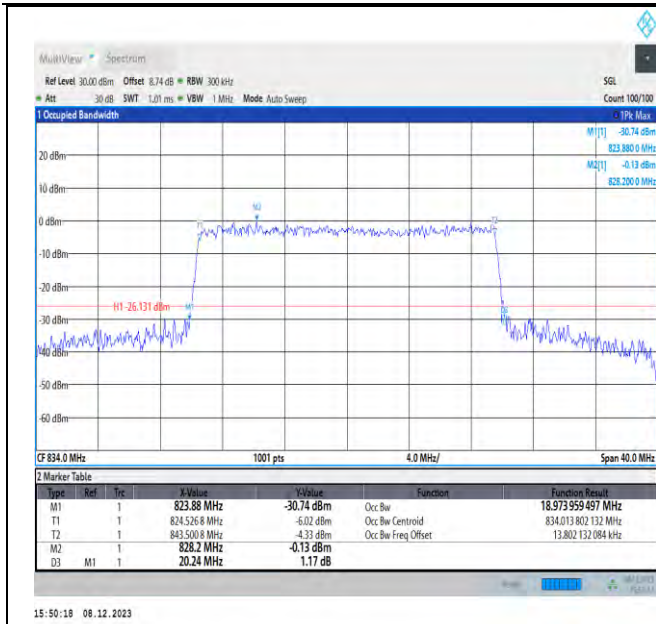 MultiView Spectrum
Ref Level 30.00 dBm Offset 8.74 dB RBW 300 kHz SGL
Att 30 dB SWT 1.01 ms VBW 1 MHz Mode Auto Sweep Count 100/100
1 Occupied Bandwidth 1Pk Max
M1[1] -30.74 dBm
823.880 0 MHz
M2[1] -0.13 dBm
828.200 0 MHz
20 dBm
10 dBm
M2
0 dBm
T1 T2
-10 dBm
-20 dBm
H1 -26.131 dBm
M1
-30 dBm
-40 dBm
-50 dBm
-60 dBm
CF 834.0 MHz 1001 pts 4.0 MHz/ Span 40.0 MHz
2 Marker Table
Type Ref Trc X-Value Y-Value Function Function Result
M1 1 823.88 MHz -30.74 dBm Occ Bw 18.973 959 497 MHz
T1 1 824.526 8 MHz -6.02 dBm Occ Bw Centroid 834.013 802 132 MHz
T2 1 843.500 8 MHz -4.33 dBm Occ Bw Freq Offset 13.802 132 084 kHz
M2 1 828.2 MHz -0.13 dBm
D3 M1 1 20.24 MHz 1.17 dB
15:50:18 08.12.2023